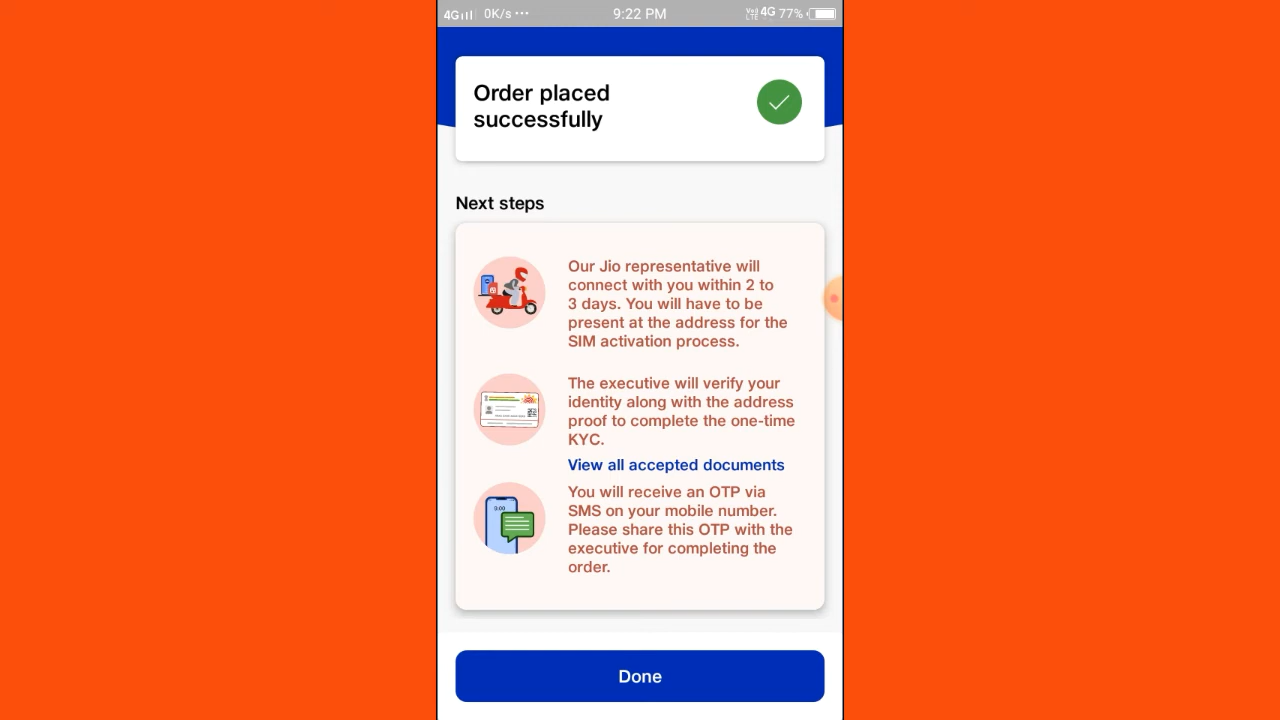 4G 0K/s ... 9:22 PM VoLTE 4G 77%
Order placed
successfully
Next steps
Our Jio representative will
connect with you within 2 to
3 days. You will have to be
present at the address for the
SIM activation process.
The executive will verify your
identity along with the address
proof to complete the one-time
KYC.
View all accepted documents
9:00
You will receive an OTP via
SMS on your mobile number.
Please share this OTP with the
executive for completing the
order.
Done